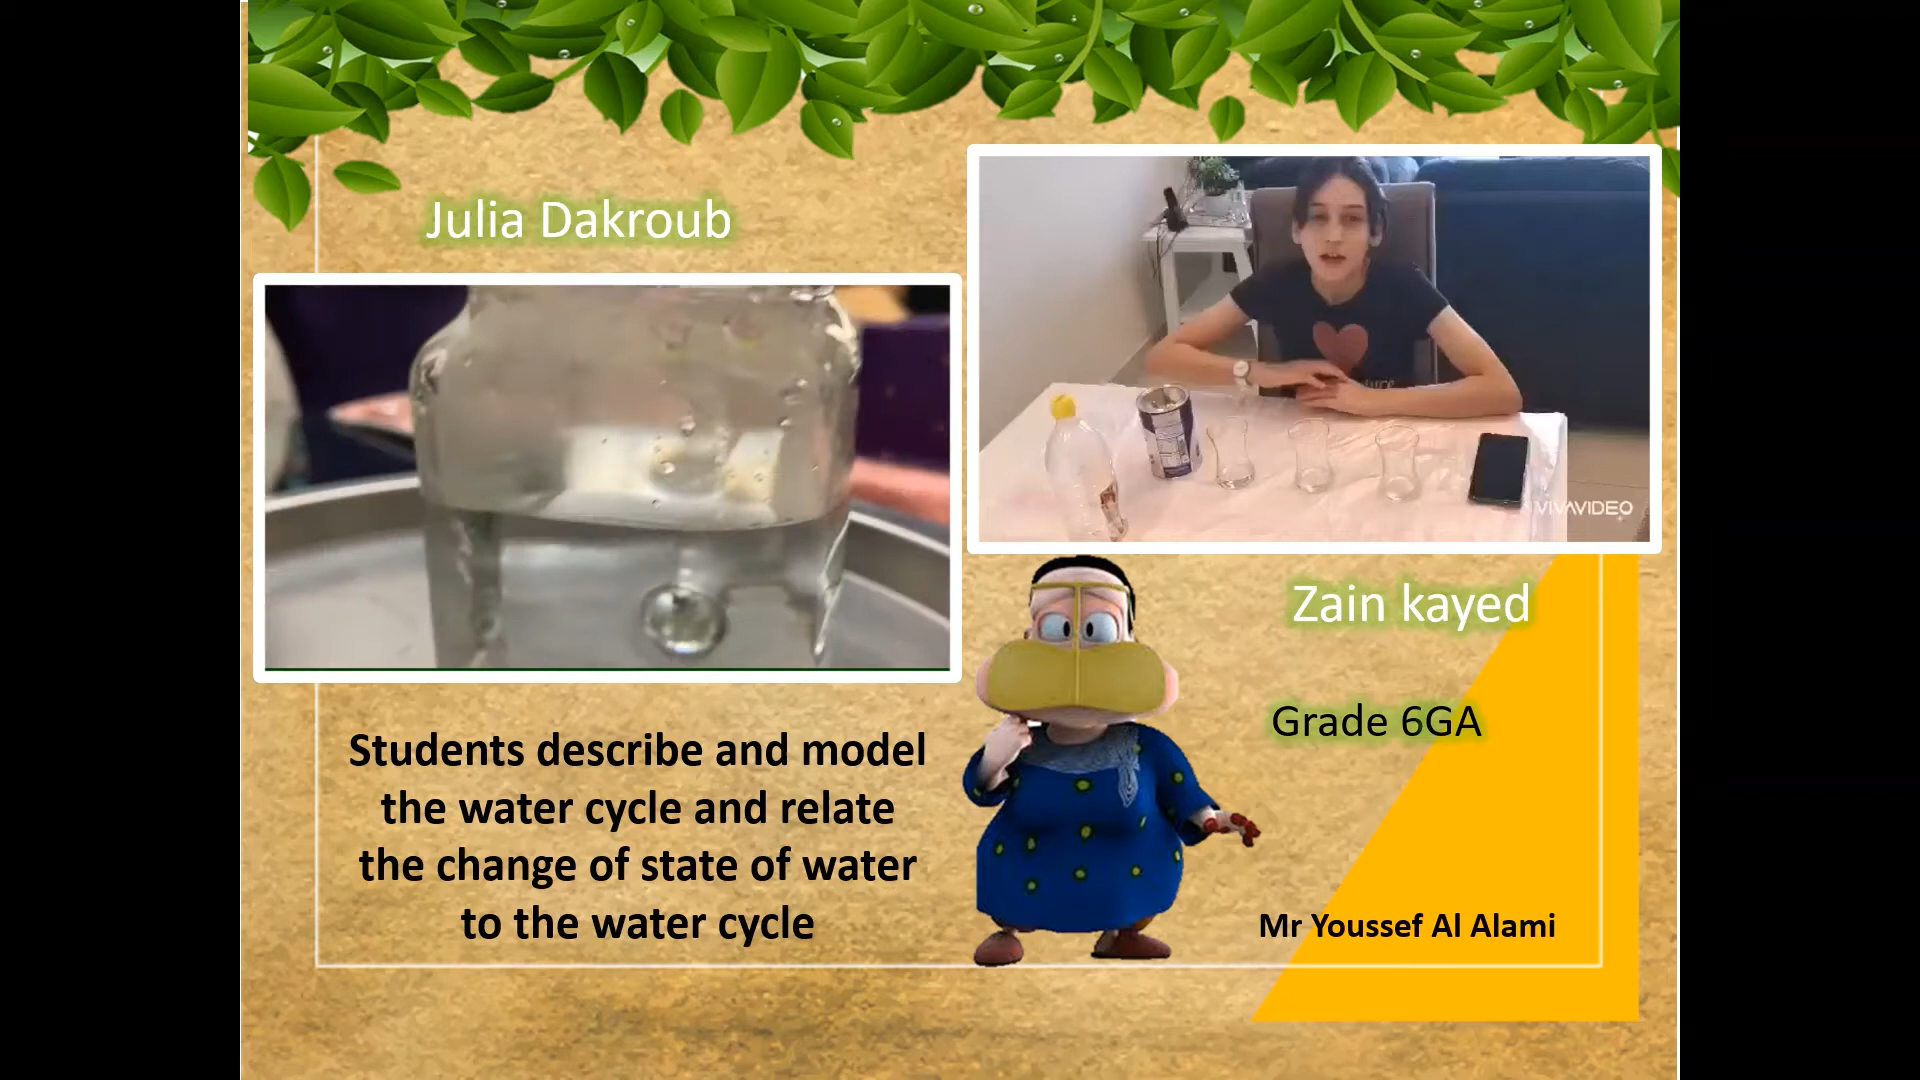 Julia Dakroub
VIVAVIDEO
Zain kayed
Grade 6GA
Students describe and model
the water cycle and relate
the change of state of water
to the water cycle
Mr Youssef Al Alami